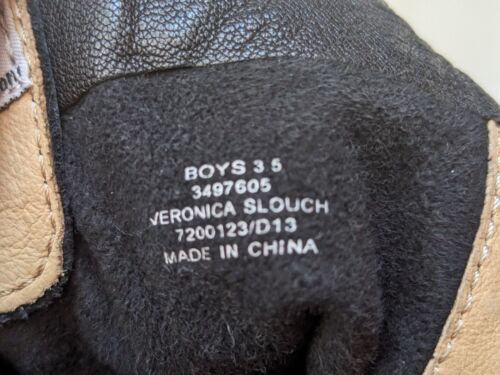 BOYS 3.5
3497605
VERONICA SLOUCH
7200123/D13
MADE IN CHINA